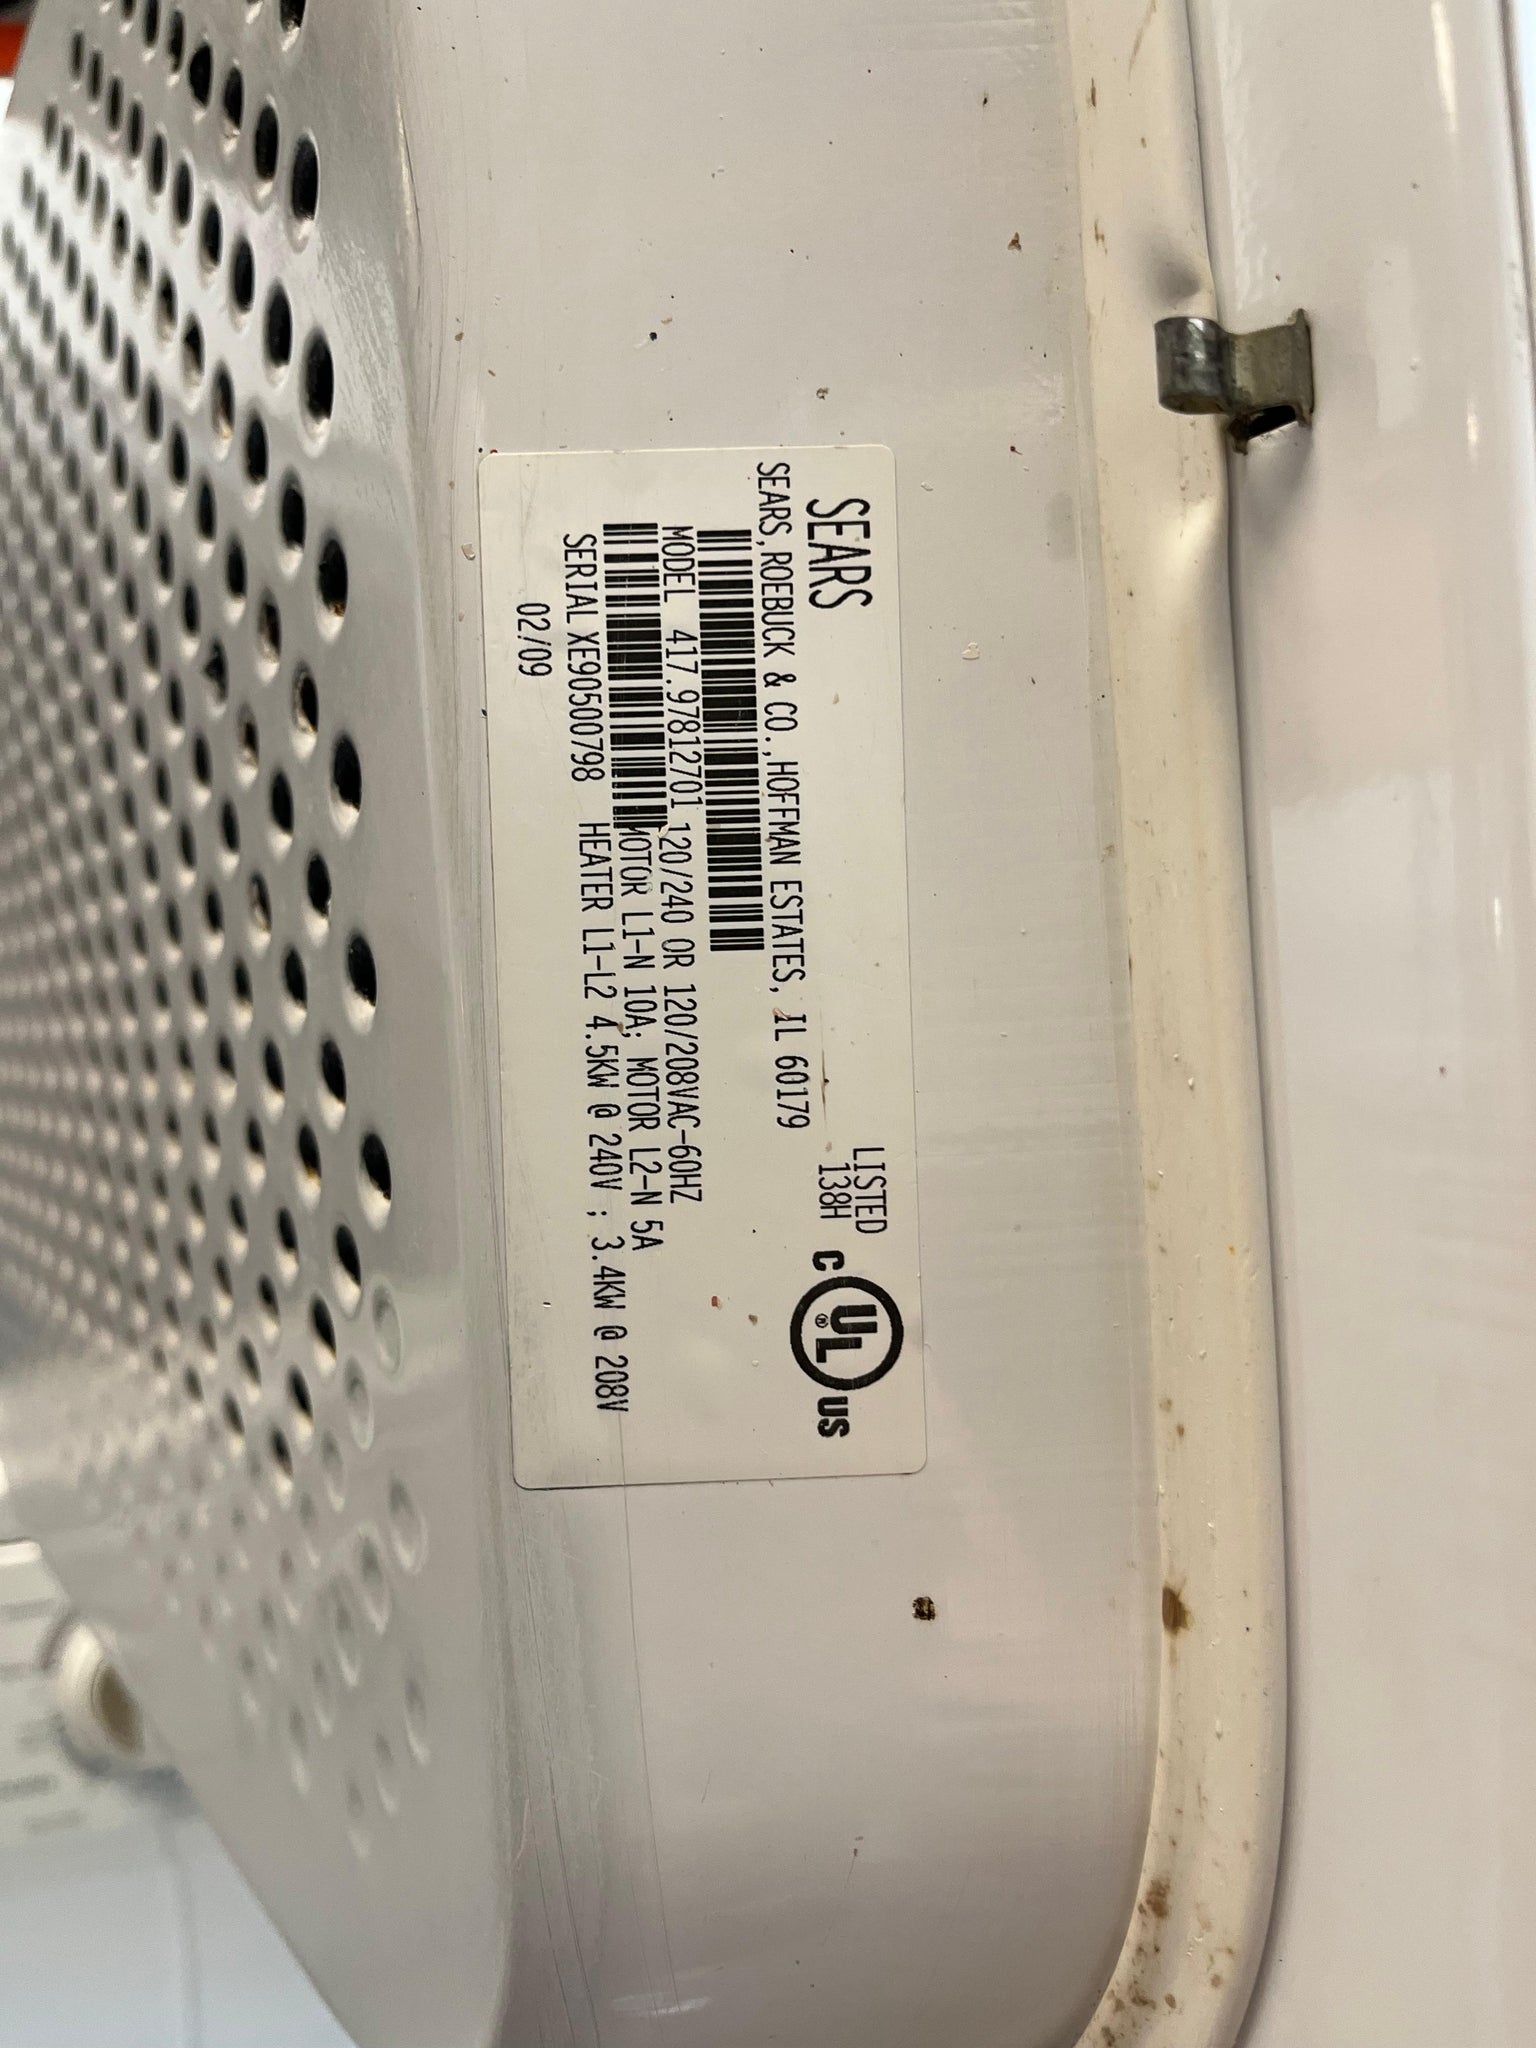 SEARS
SEARS, ROEBUCK & CO., HOFFMAN ESTATES, IL 60179
LISTED
138H
C UL® US
MODEL 417.97812701 120/240 OR 120/208VAC-60HZ
MOTOR L1-N 10A; MOTOR L2-N 5A
SERIAL XE90500798 HEATER L1-L2 4.5KW @ 240V ; 3.4KW @ 208V
02/09